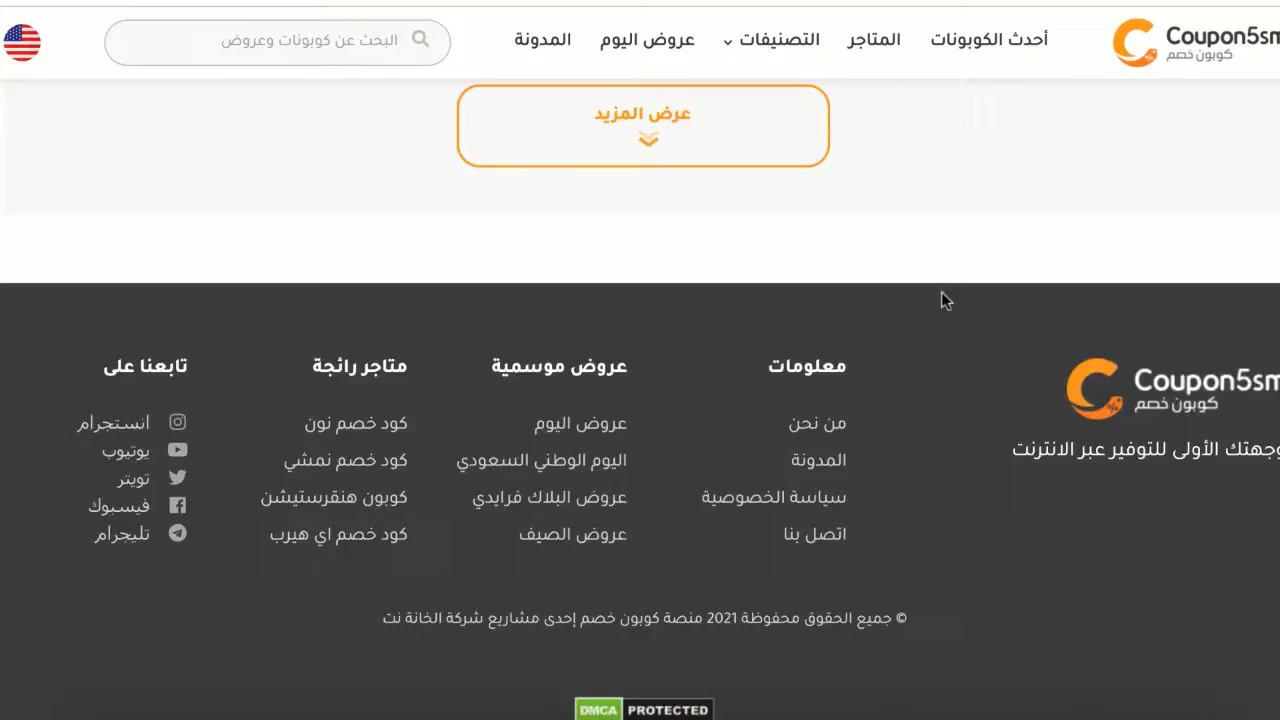 Coupon5sm
كوبون خصم
أحدث الكوبونات
المتاجر
التصنيفات
عروض اليوم
المدونة
البحث عن كوبونات وعروض
عرض المزيد
Coupon5sm
كوبون خصم
وجهتك الأولى للتوفير عبر الانترنت
معلومات
من نحن
المدونة
سياسة الخصوصية
اتصل بنا
عروض موسمية
عروض اليوم
اليوم الوطني السعودي
عروض البلاك فرايدي
عروض الصيف
متاجر رائجة
كود خصم نون
كود خصم نمشي
كوبون هنقرستيشن
كود خصم اي هيرب
تابعنا على
انستجرام
يوتيوب
تويتر
فيسبوك
تليجرام
© جميع الحقوق محفوظة 2021 منصة كوبون خصم إحدى مشاريع شركة الخانة نت
DMCA PROTECTED